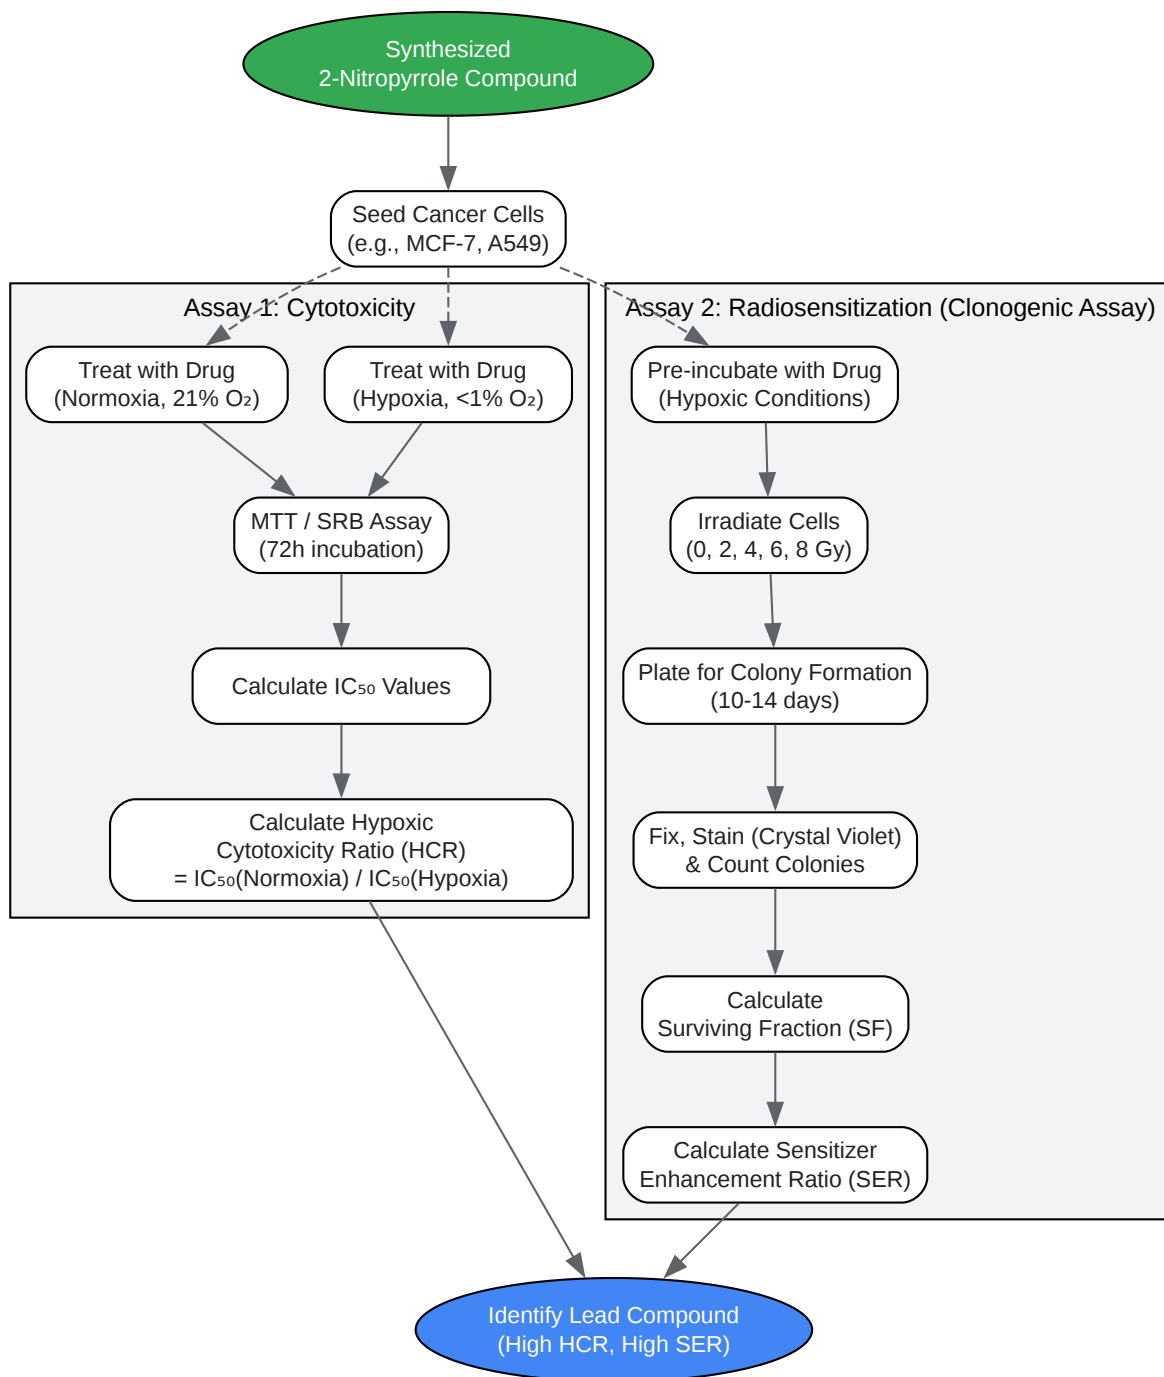 Synthesized
2-Nitropyrrole Compound
Seed Cancer Cells
(e.g., MCF-7, A549)
Assay 1: Cytotoxicity
Treat with Drug
(Normoxia, 21% O₂)
Treat with Drug
(Hypoxia, <1% O₂)
MTT / SRB Assay
(72h incubation)
Calculate IC₅₀ Values
Calculate Hypoxic
Cytotoxicity Ratio (HCR)
= IC₅₀(Normoxia) / IC₅₀(Hypoxia)
Assay 2: Radiosensitization (Clonogenic Assay)
Pre-incubate with Drug
(Hypoxic Conditions)
Irradiate Cells
(0, 2, 4, 6, 8 Gy)
Plate for Colony Formation
(10-14 days)
Fix, Stain (Crystal Violet)
& Count Colonies
Calculate
Surviving Fraction (SF)
Calculate Sensitizer
Enhancement Ratio (SER)
Identify Lead Compound
(High HCR, High SER)